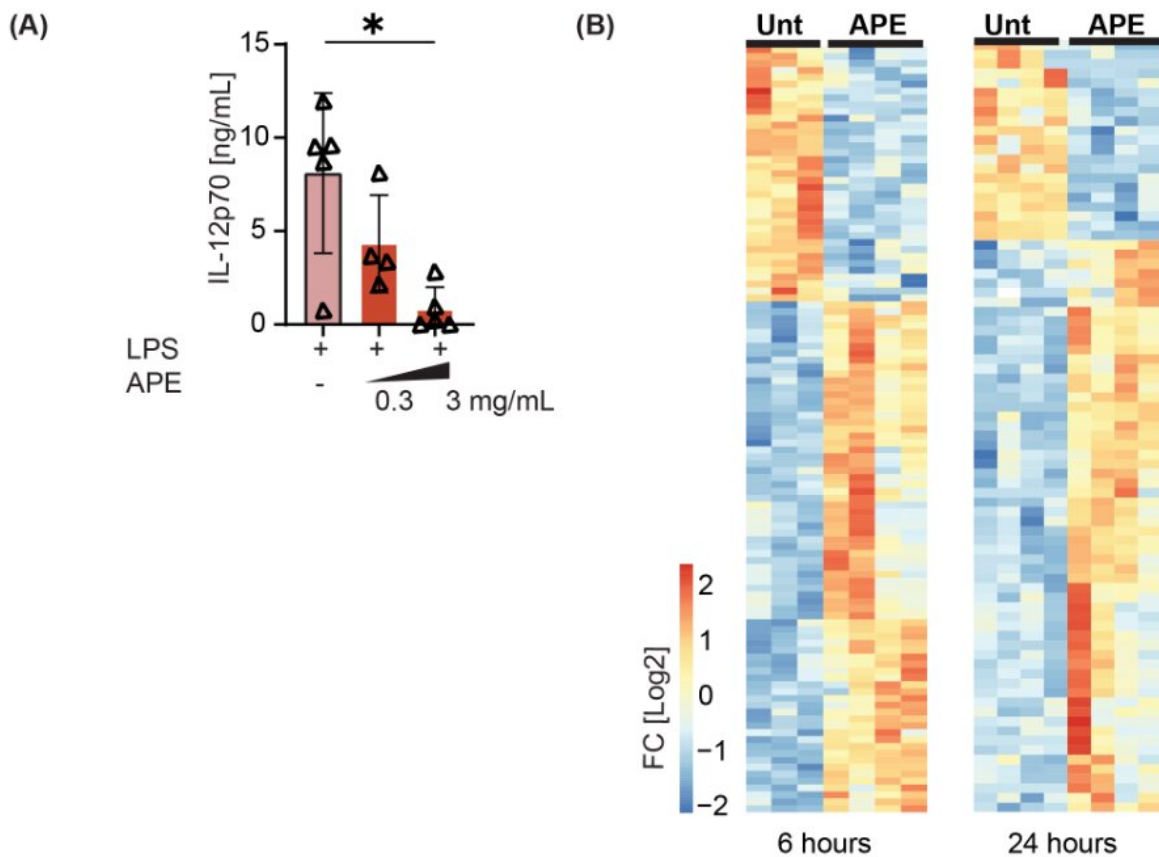 (A)
*
15
10
5
0
IL-12p70 [ng/mL]
LPS + + +
APE -
0.3 3 mg/mL
(B)
Unt APE
Unt APE
2
1
0
−1
−2
FC [Log2]
6 hours
24 hours